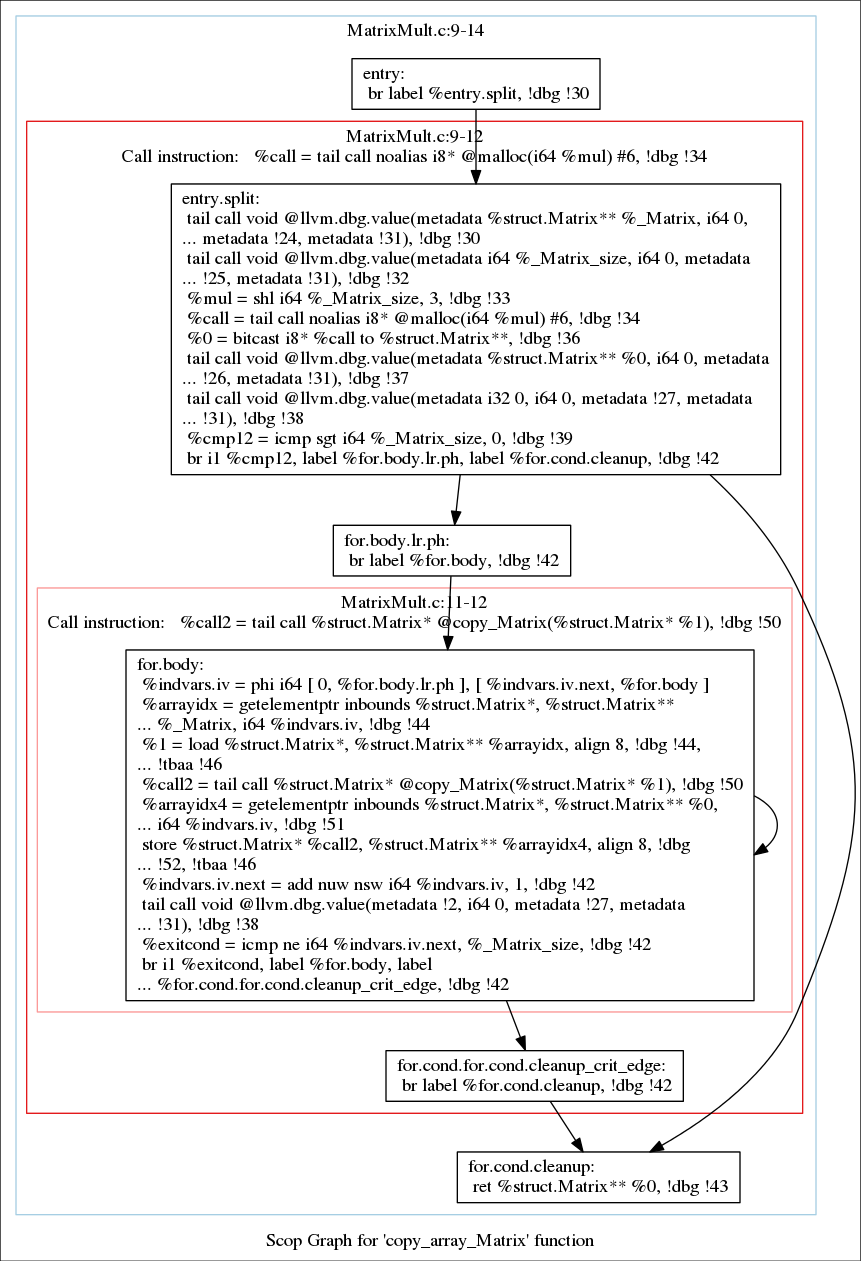 MatrixMult.c:9-14
entry:
br label %entry.split, !dbg !30
MatrixMult.c:9-12
Call instruction: %call = tail call noalias i8* @malloc(i64 %mul) #6, !dbg !34
entry.split:
tail call void @llvm.dbg.value(metadata %struct.Matrix** %_Matrix, i64 0,
... metadata !24, metadata !31), !dbg !30
tail call void @llvm.dbg.value(metadata i64 %_Matrix_size, i64 0, metadata
... !25, metadata !31), !dbg !32
%mul = shl i64 %_Matrix_size, 3, !dbg !33
%call = tail call noalias i8* @malloc(i64 %mul) #6, !dbg !34
%0 = bitcast i8* %call to %struct.Matrix**, !dbg !36
tail call void @llvm.dbg.value(metadata %struct.Matrix** %0, i64 0, metadata
... !26, metadata !31), !dbg !37
tail call void @llvm.dbg.value(metadata i32 0, i64 0, metadata !27, metadata
... !31), !dbg !38
%cmp12 = icmp sgt i64 %_Matrix_size, 0, !dbg !39
br i1 %cmp12, label %for.body.lr.ph, label %for.cond.cleanup, !dbg !42
for.body.lr.ph:
br label %for.body, !dbg !42
MatrixMult.c:11-12
Call instruction: %call2 = tail call %struct.Matrix* @copy_Matrix(%struct.Matrix* %1), !dbg !50
for.body:
%indvars.iv = phi i64 [ 0, %for.body.lr.ph ], [ %indvars.iv.next, %for.body ]
%arrayidx = getelementptr inbounds %struct.Matrix*, %struct.Matrix**
... %_Matrix, i64 %indvars.iv, !dbg !44
%1 = load %struct.Matrix*, %struct.Matrix** %arrayidx, align 8, !dbg !44,
... !tbaa !46
%call2 = tail call %struct.Matrix* @copy_Matrix(%struct.Matrix* %1), !dbg !50
%arrayidx4 = getelementptr inbounds %struct.Matrix*, %struct.Matrix** %0,
... i64 %indvars.iv, !dbg !51
store %struct.Matrix* %call2, %struct.Matrix** %arrayidx4, align 8, !dbg
... !52, !tbaa !46
%indvars.iv.next = add nuw nsw i64 %indvars.iv, 1, !dbg !42
tail call void @llvm.dbg.value(metadata !2, i64 0, metadata !27, metadata
... !31), !dbg !38
%exitcond = icmp ne i64 %indvars.iv.next, %_Matrix_size, !dbg !42
br i1 %exitcond, label %for.body, label
... %for.cond.for.cond.cleanup_crit_edge, !dbg !42
for.cond.for.cond.cleanup_crit_edge:
br label %for.cond.cleanup, !dbg !42
for.cond.cleanup:
ret %struct.Matrix** %0, !dbg !43
Scop Graph for 'copy_array_Matrix' function